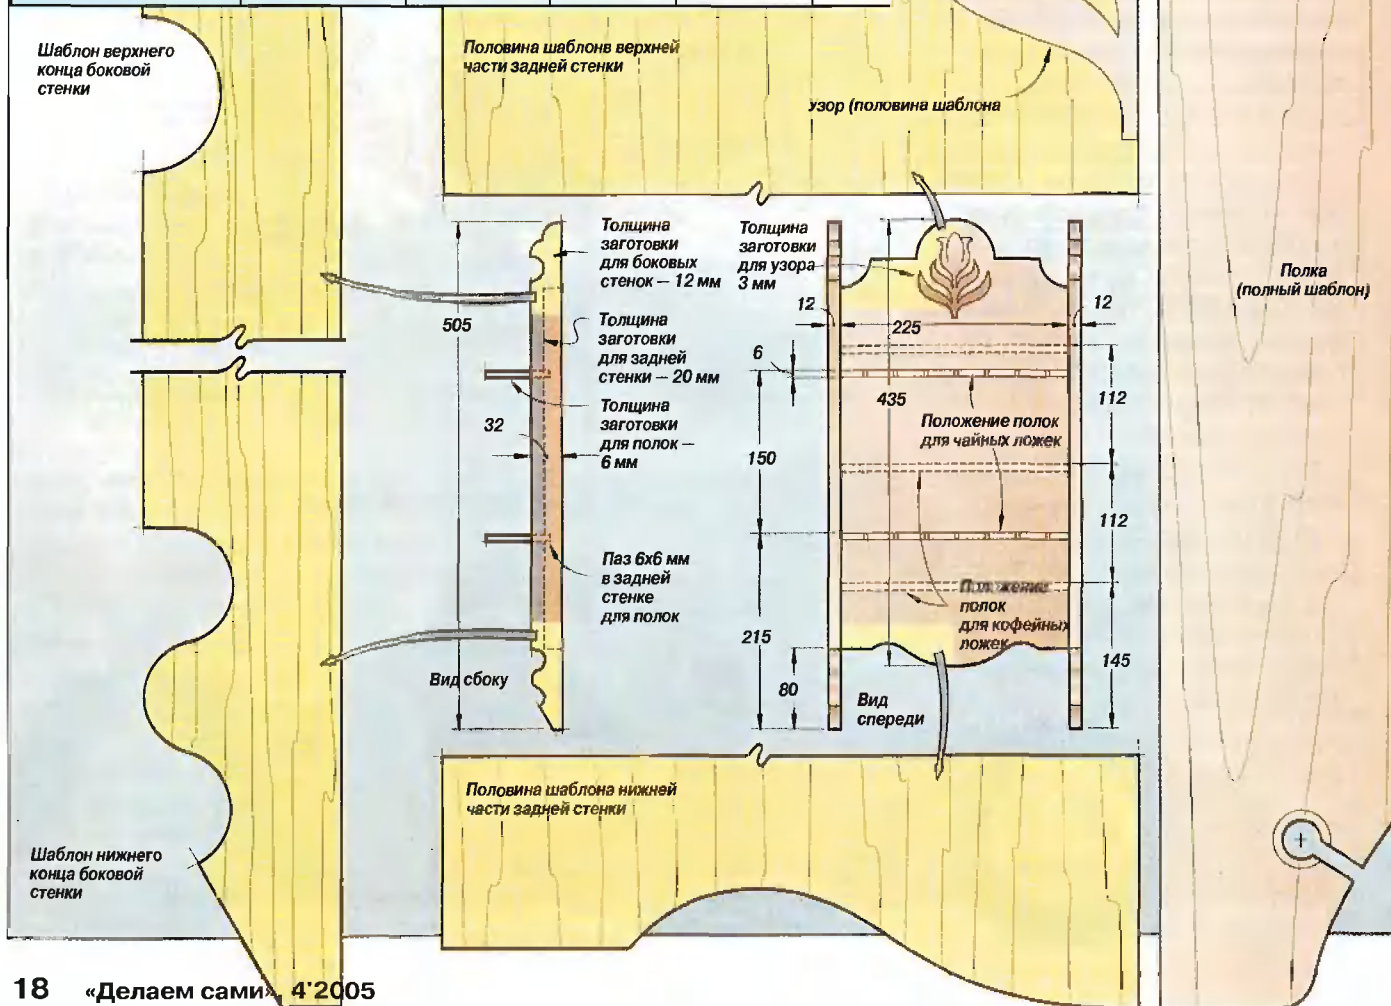 Шаблон верхнего
конца боковой
стенки
Половина шаблонв верхней
части задней стенки
Узор (половина шаблона
Полка
(полный шаблон)
Толщина
заготовки
для боковых
стенок — 12 мм
Толщина
заготовки
для узора
3 мм
505
12
225
12
Толщина
заготовки
для задней
стенки — 20 мм
6
435
112
Толщина
заготовки
для полок —
6 мм
32
Положение полок
для чайных ложек
150
112
Паз 6х6 мм
в задней
стенке
для полок
Положение
полок
для кофейных
ложек
215
145
80
Вид сбоку
Вид
спереди
Половина шаблона нижней
части задней стенки
Шаблон нижнего
конца боковой
стенки
18 «Делаем сами», 4'2005